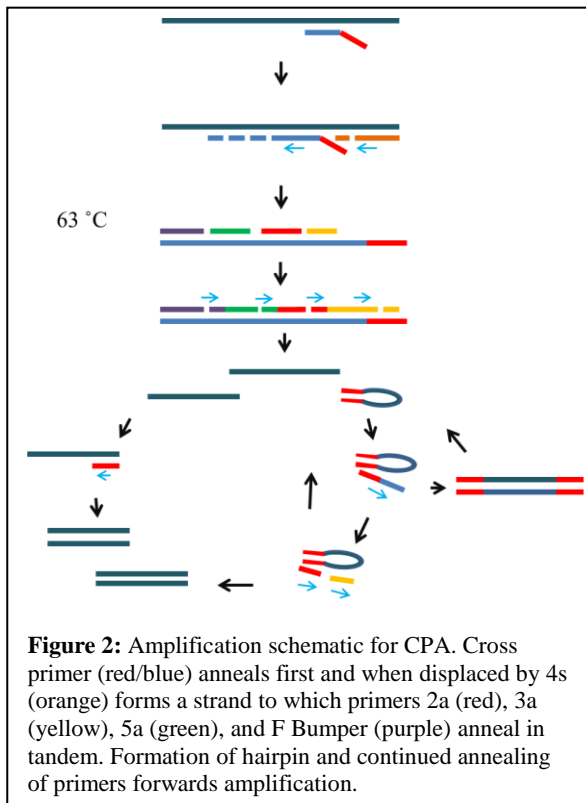 63 ˚C
Figure 2: Amplification schematic for CPA. Cross
primer (red/blue) anneals first and when displaced by 4s
(orange) forms a strand to which primers 2a (red), 3a
(yellow), 5a (green), and F Bumper (purple) anneal in
tandem. Formation of hairpin and continued annealing
of primers forwards amplification.